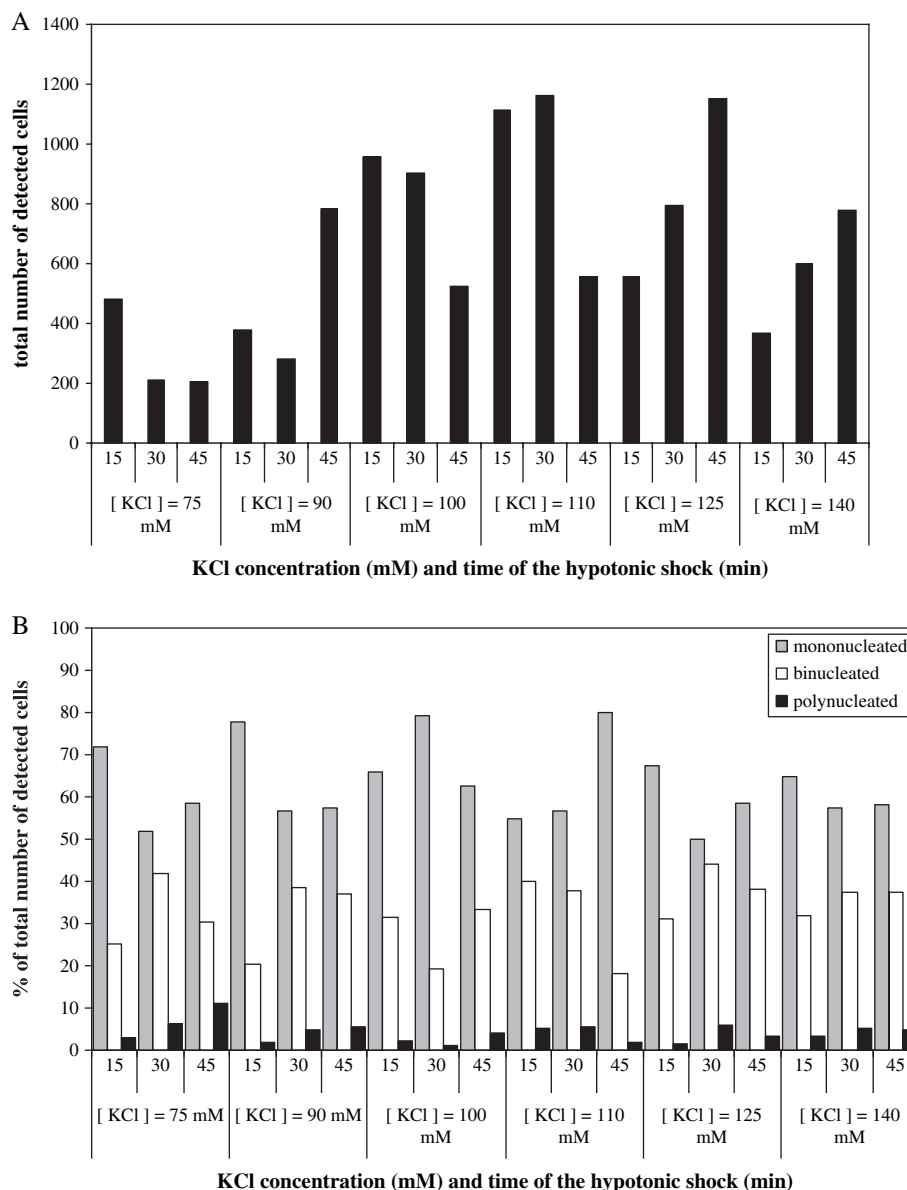 A
1400
1200
1000
800
600
400
200
0
total number of detected cells
15 30 45 15 30 45 15 30 45 15 30 45 15 30 45 15 30 45
[ KCl ] = 75 mM
[ KCl ] = 90 mM
[ KCl ] = 100 mM
[ KCl ] = 110 mM
[ KCl ] = 125 mM
[ KCl ] = 140 mM
KCl concentration (mM) and time of the hypotonic shock (min)
B
100
90
80
70
60
50
40
30
20
10
0
% of total number of detected cells
mononucleated
binucleated
polynucleated
15 30 45 15 30 45 15 30 45 15 30 45 15 30 45 15 30 45
[ KCl ] = 75 mM
[ KCl ] = 90 mM
[ KCl ] = 100 mM
[ KCl ] = 110 mM
[ KCl ] = 125 mM
[ KCl ] = 140 mM
KCl concentration (mM) and time of the hypotonic shock (min)